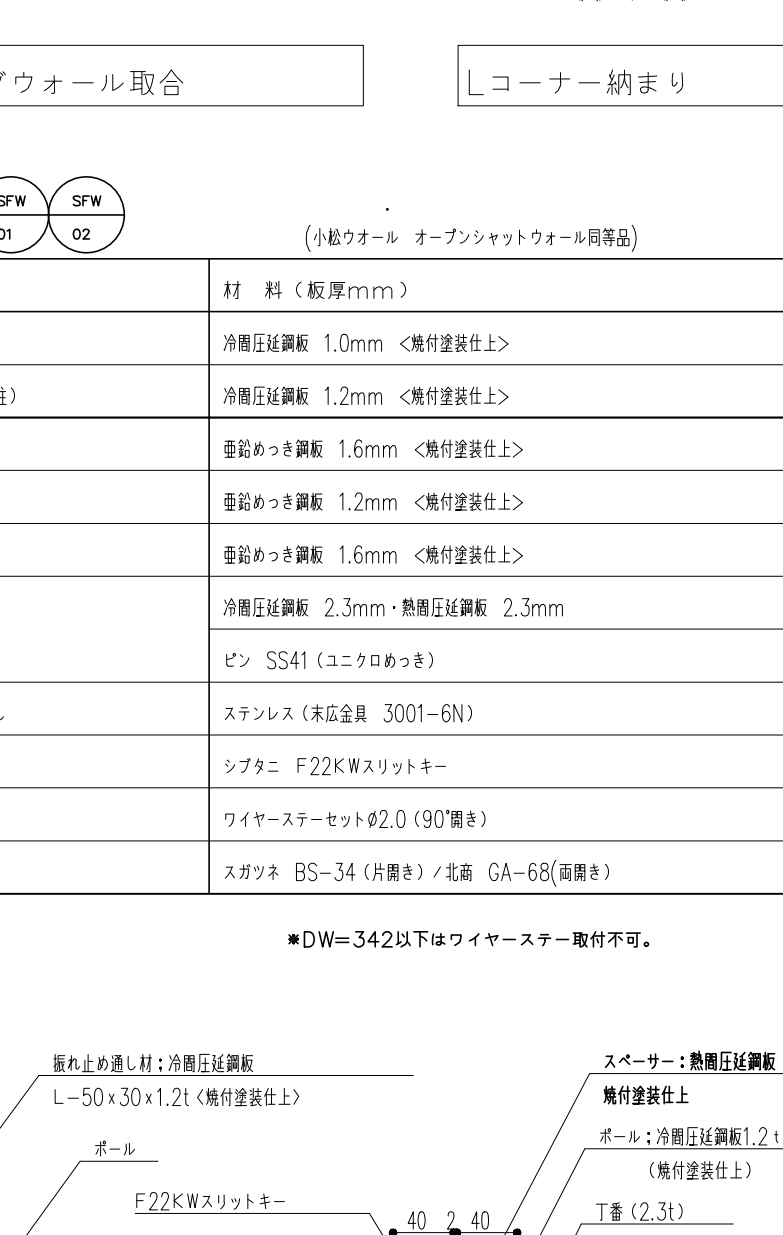 ウォール取合
Lコーナー納まり
SFW SFW
01 02
(小松ウオール オープンシャットウォール同等品)
材 料（板厚mm）
冷間圧延鋼板 1.0mm <焼付塗装仕上>
柱) 冷間圧延鋼板 1.2mm <焼付塗装仕上>
亜鉛めっき鋼板 1.6mm <焼付塗装仕上>
亜鉛めっき鋼板 1.2mm <焼付塗装仕上>
亜鉛めっき鋼板 1.6mm <焼付塗装仕上>
冷間圧延鋼板 2.3mm・熱間圧延鋼板 2.3mm
ピン SS41（ユニクロめっき）
ステンレス（末広金具 3001-6N）
シブタニ F22KWスリットキー
ワイヤーステーセットØ2.0（90°開き）
スガツネ BS-34（片開き）／北商 GA-68(両開き）
※DW=342以下はワイヤーステー取付不可。
振れ止め通し材；冷間圧延鋼板
L-50x30x1.2t〈焼付塗装仕上〉
ポール
F22KWスリットキー
40 2 40
スペーサー：熱間圧延鋼板
焼付塗装仕上
ポール；冷間圧延鋼板1.2t
（焼付塗装仕上）
丁番（2.3t）